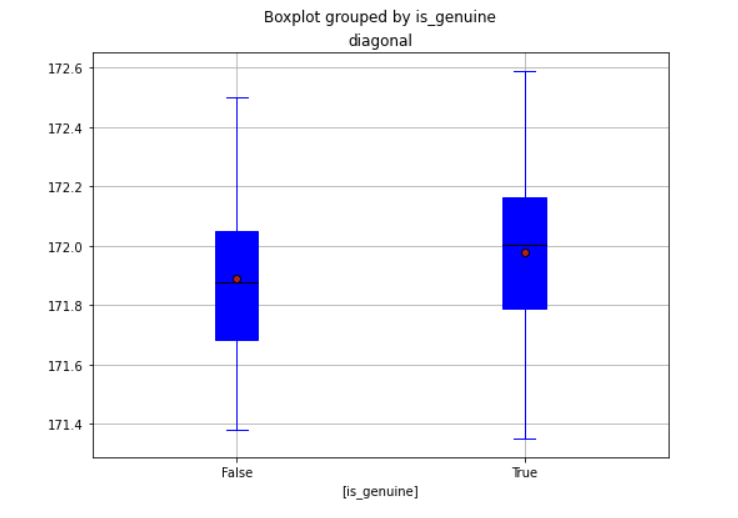 Boxplot grouped by is_genuine
diagonal
172.6
172.4
172.2
172.0
171.8
171.6
171.4
False True
[is_genuine]